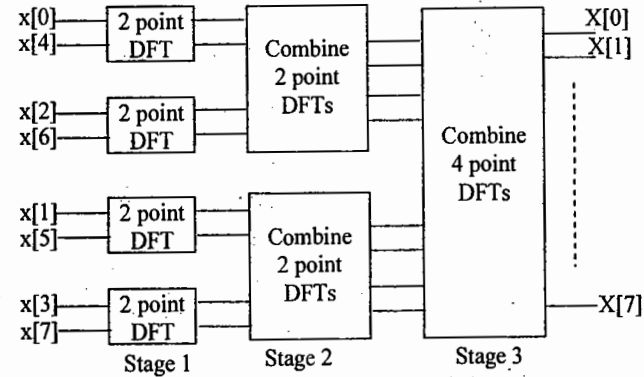 x[0]
x[4]
2 point
DFT
x[2]
x[6]
2 point
DFT
x[1]
x[5]
2 point
DFT
x[3]
x[7]
2 point
DFT
Stage 1
Combine
2 point
DFTs
Combine
2 point
DFTs
Stage 2
Combine
4 point
DFTs
Stage 3
X[0]
X[1]
X[7]